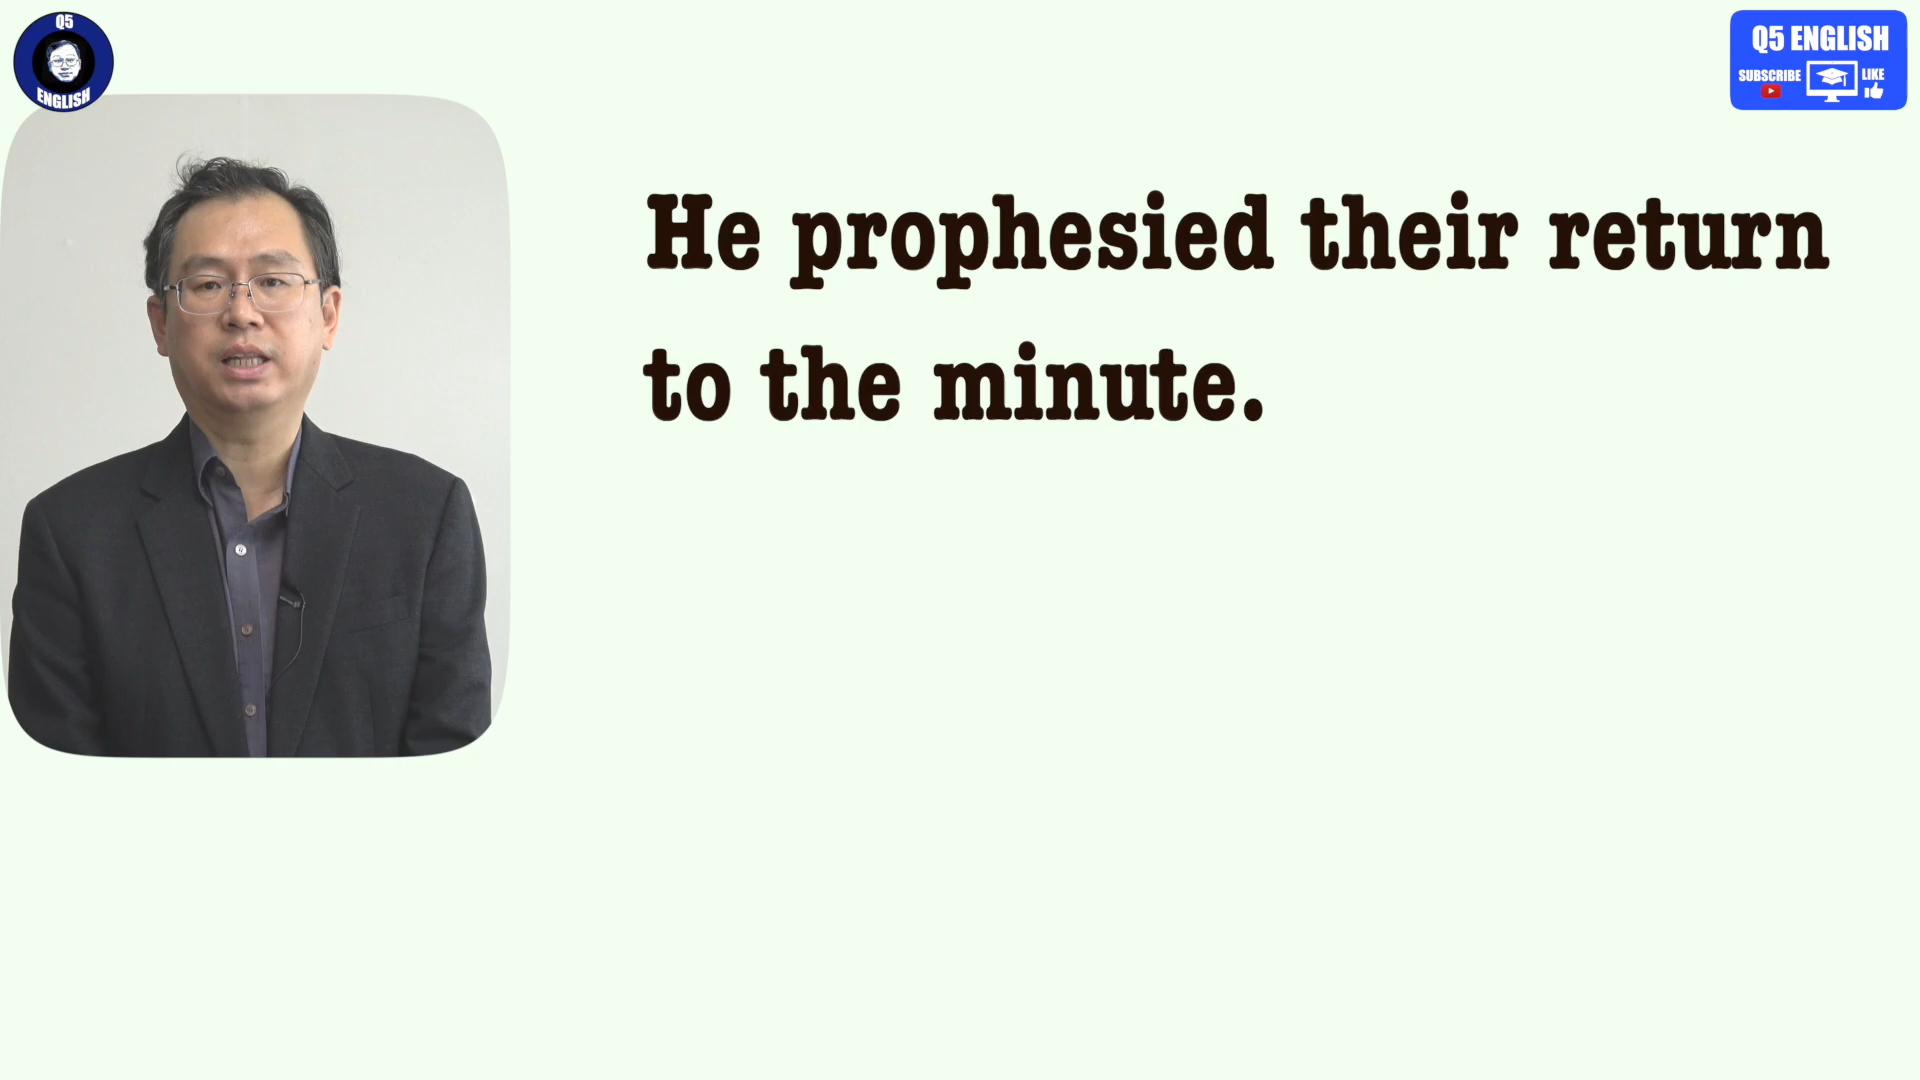 Q5
ENGLISH
Q5 ENGLISH
SUBSCRIBE
LIKE
He prophesied their return
to the minute.